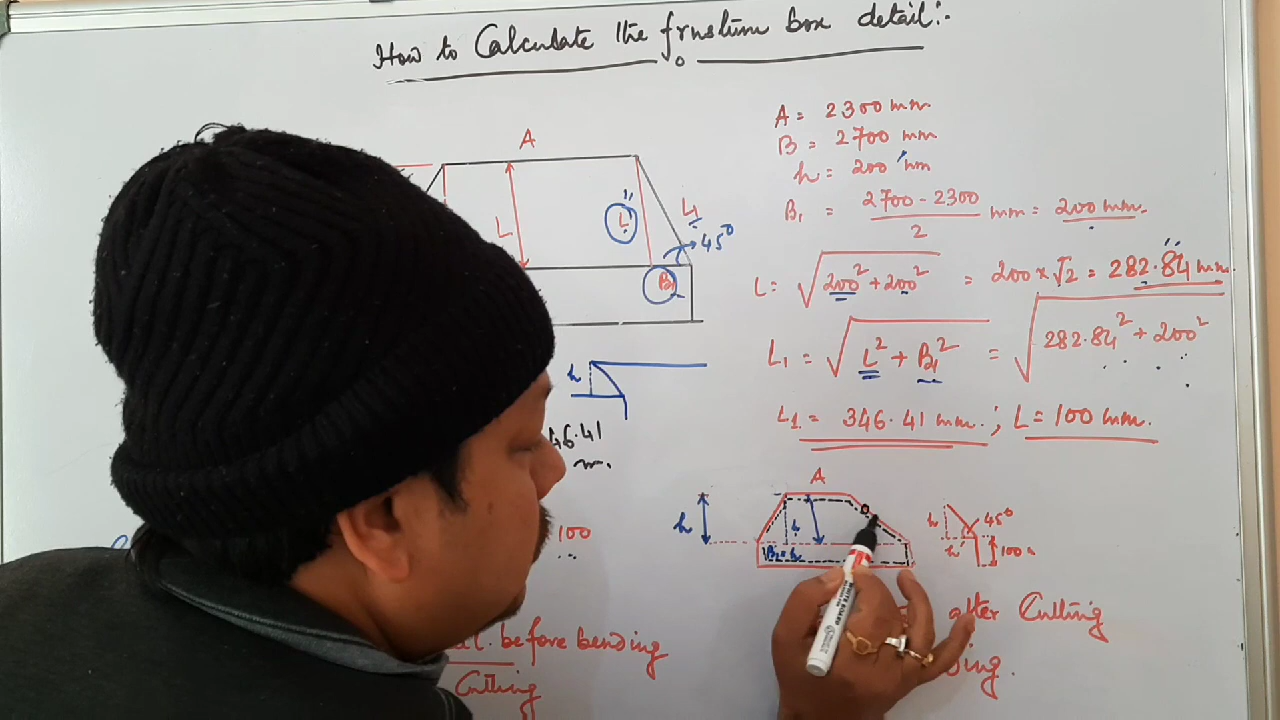 How to Calculate the frustum box detail:-
A = 2300 mm
B = 2700 mm
h = 200 mm
B₁ = 2700 - 2300 / 2 mm = 200 mm.
L = √200² + 200² = 200 x √2 = 282.84 mm.
L₁ = √L² + B₁² = √282.84² + 200²
L1 = 346.41 mm. ; L = 100 mm.
A
L
L
L₁
45°
B₁
h
46.41
100
before bending
Cutting
A
h
h
B₂ = h
h
45°
h
100
after Cutting